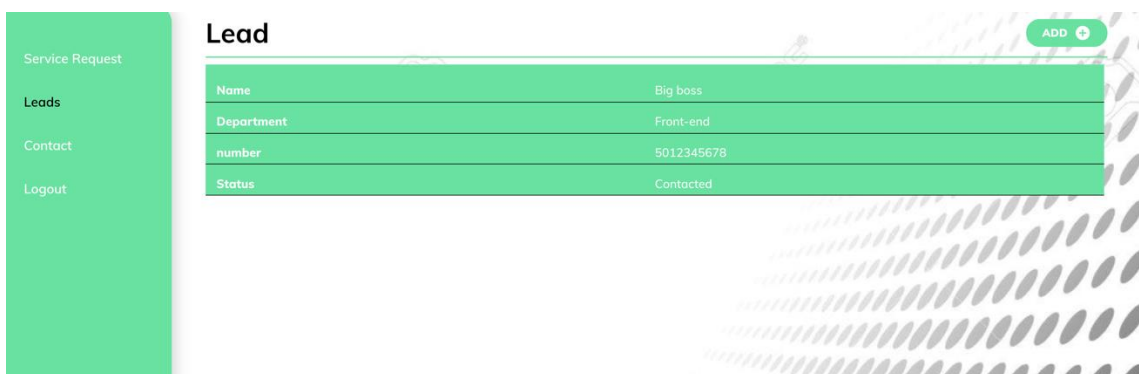 Service Request
Leads
Contact
Logout
Lead
ADD
Name Big boss
Department Front-end
number 5012345678
Status Contacted